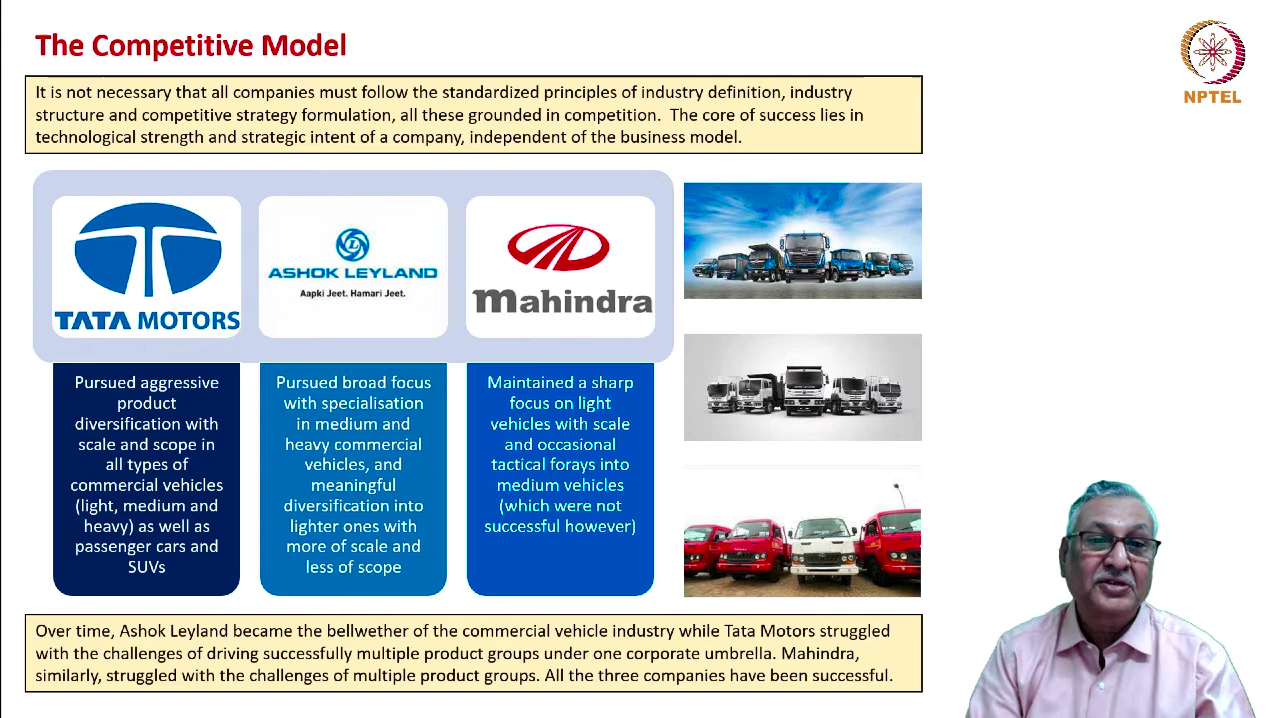 The Competitive Model
NPTEL
It is not necessary that all companies must follow the standardized principles of industry definition, industry
structure and competitive strategy formulation, all these grounded in competition. The core of success lies in
technological strength and strategic intent of a company, independent of the business model.
TATA MOTORS
ASHOK LEYLAND
Aapki Jeet. Hamari Jeet.
mahindra
Pursued aggressive
product
diversification with
scale and scope in
all types of
commercial vehicles
(light, medium and
heavy) as well as
passenger cars and
SUVs
Pursued broad focus
with specialisation
in medium and
heavy commercial
vehicles, and
meaningful
diversification into
lighter ones with
more of scale and
less of scope
Maintained a sharp
focus on light
vehicles with scale
and occasional
tactical forays into
medium vehicles
(which were not
successful however)
Over time, Ashok Leyland became the bellwether of the commercial vehicle industry while Tata Motors struggled
with the challenges of driving successfully multiple product groups under one corporate umbrella. Mahindra,
similarly, struggled with the challenges of multiple product groups. All the three companies have been successful.